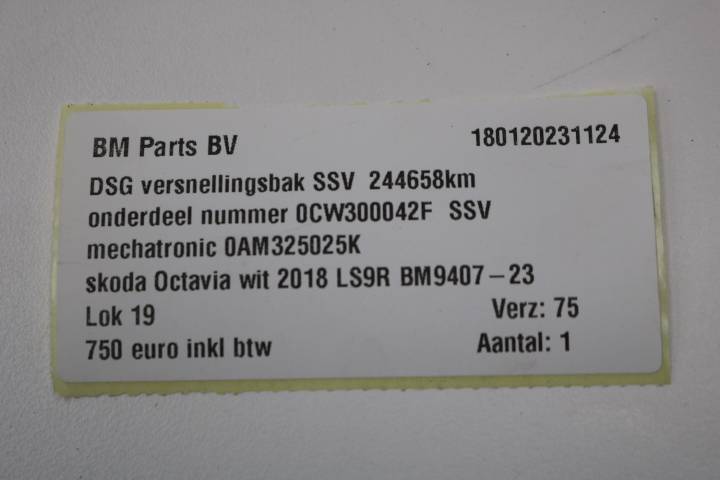 BM Parts BV 180120231124
DSG versnellingsbak SSV 244658km
onderdeel nummer 0CW300042F SSV
mechatronic 0AM325025K
skoda Octavia wit 2018 LS9R BM9407-23
Lok 19 Verz: 75
750 euro inkl btw Aantal: 1